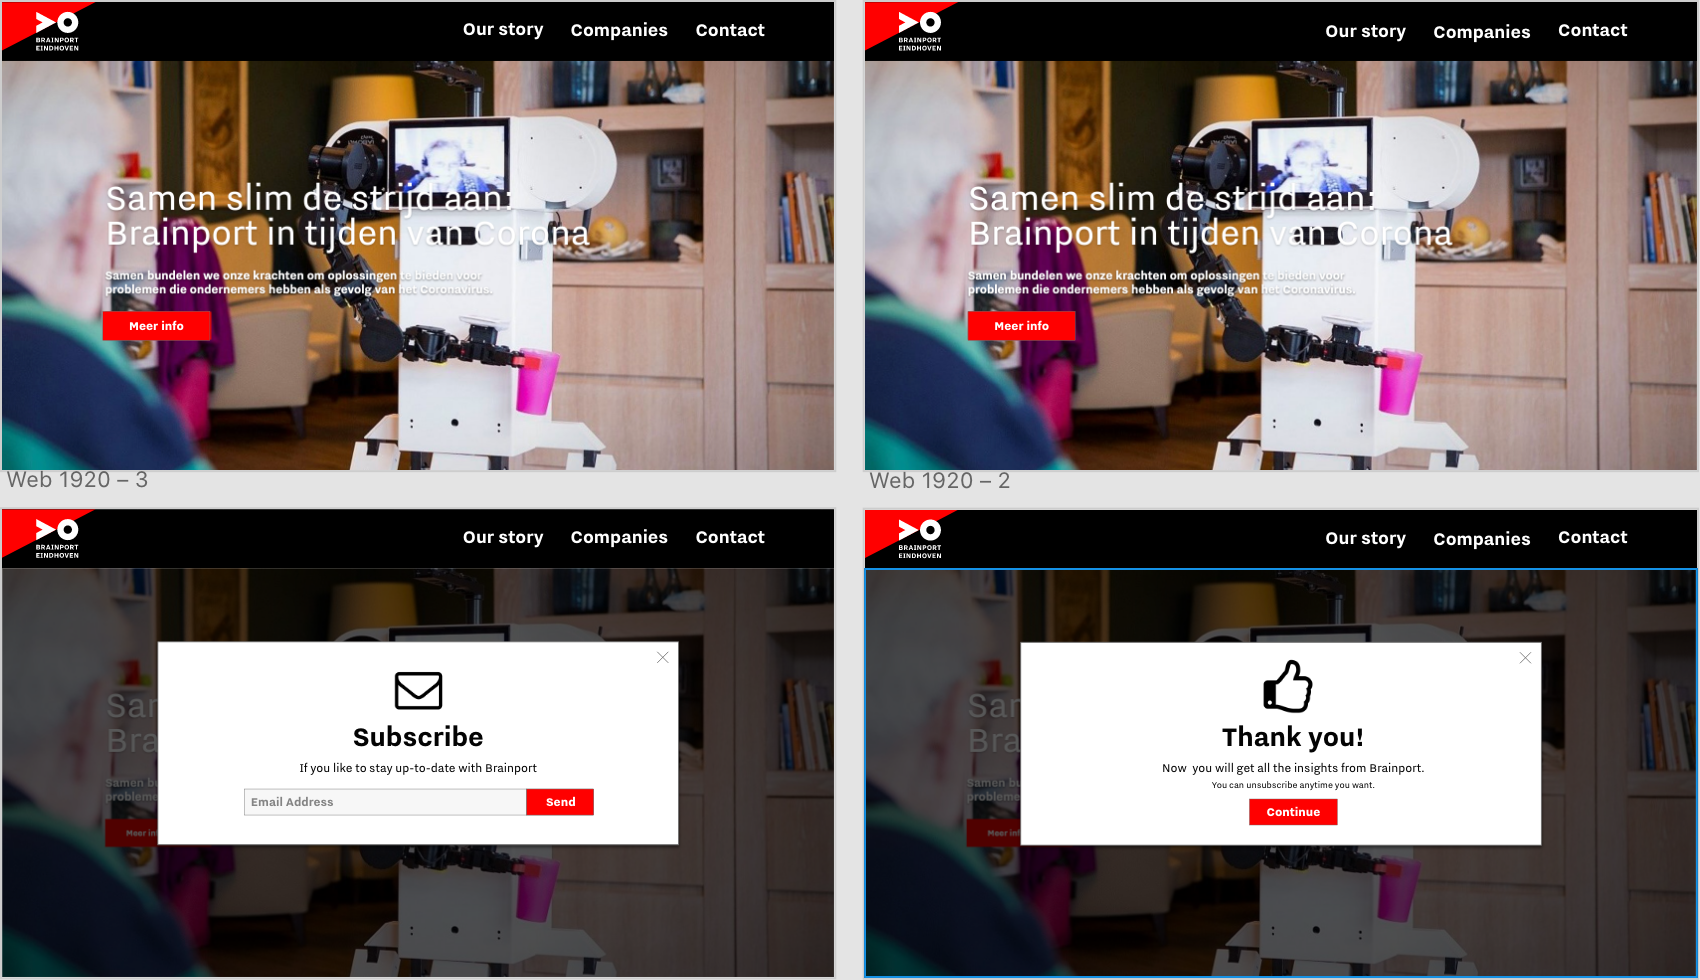 BRAINPORT
EINDHOVEN
Our story
Companies
Contact
Samen slim de strijd aan:
Brainport in tijden van Corona
Samen bundelen we onze krachten om oplossingen te bieden voor
problemen die ondernemers hebben als gevolg van het Coronavirus.
Meer info
BRAINPORT
EINDHOVEN
Our story
Companies
Contact
Samen slim de strijd aan:
Brainport in tijden van Corona
Samen bundelen we onze krachten om oplossingen te bieden voor
problemen die ondernemers hebben als gevolg van het Coronavirus.
Meer info
Web 1920 – 3
Web 1920 – 2
BRAINPORT
EINDHOVEN
Our story
Companies
Contact
Sam
Bra
Samen bu
probleme
Meer inf
Subscribe
If you like to stay up-to-date with Brainport
Email Address
Send
BRAINPORT
EINDHOVEN
Our story
Companies
Contact
Sam
Bra
Samen bu
probleme
Meer inf
Thank you!
Now  you will get all the insights from Brainport.
You can unsubscribe anytime you want.
Continue